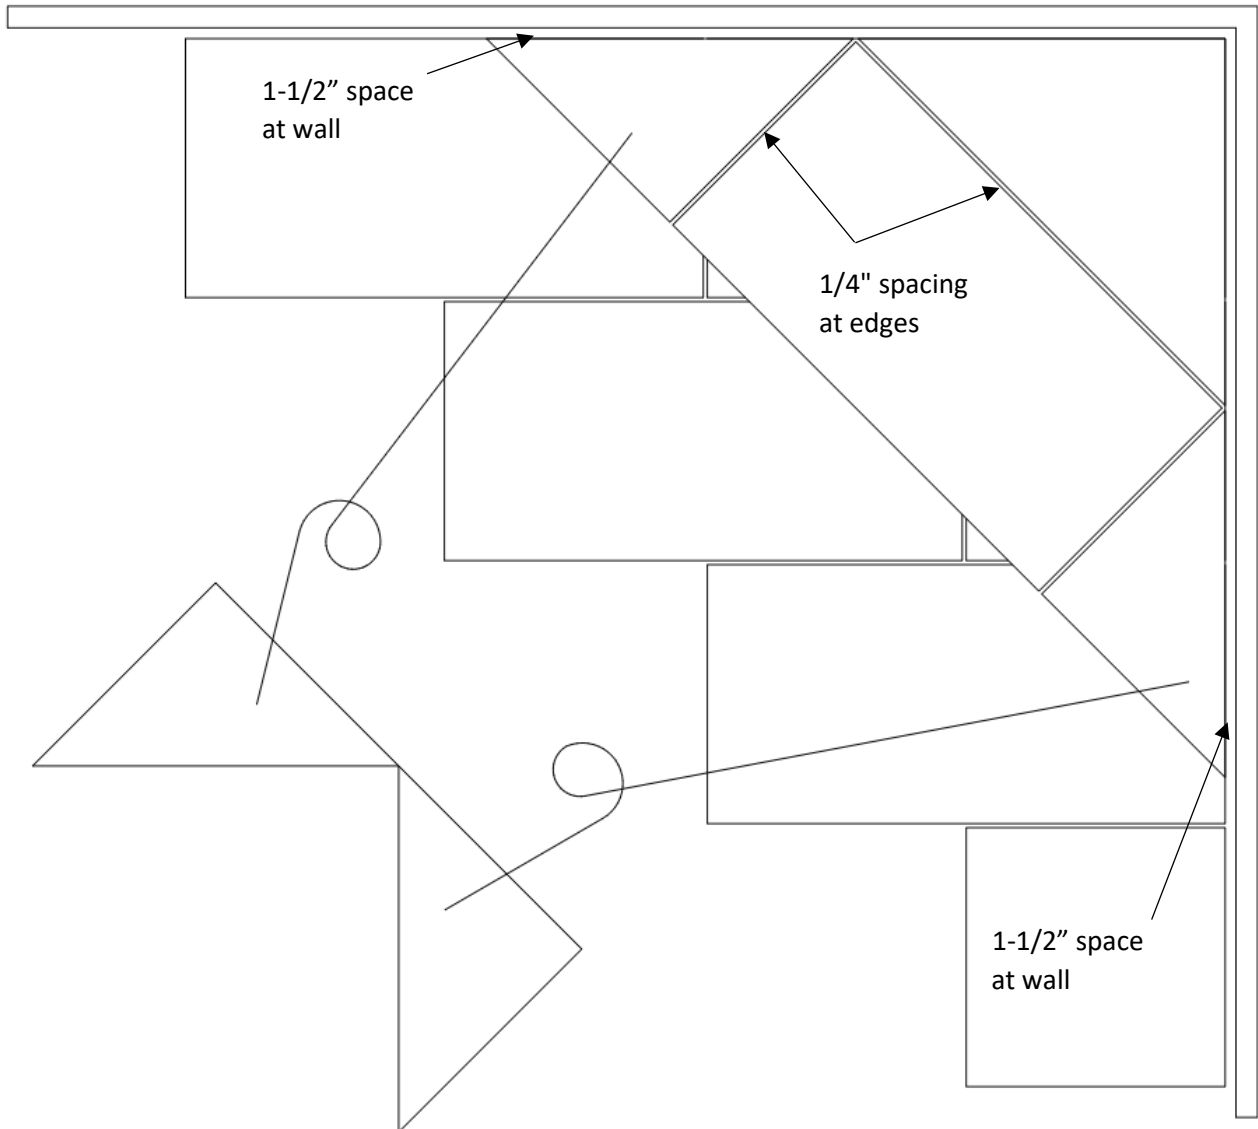 1-1/2” space
at wall
1/4" spacing
at edges
1-1/2” space
at wall